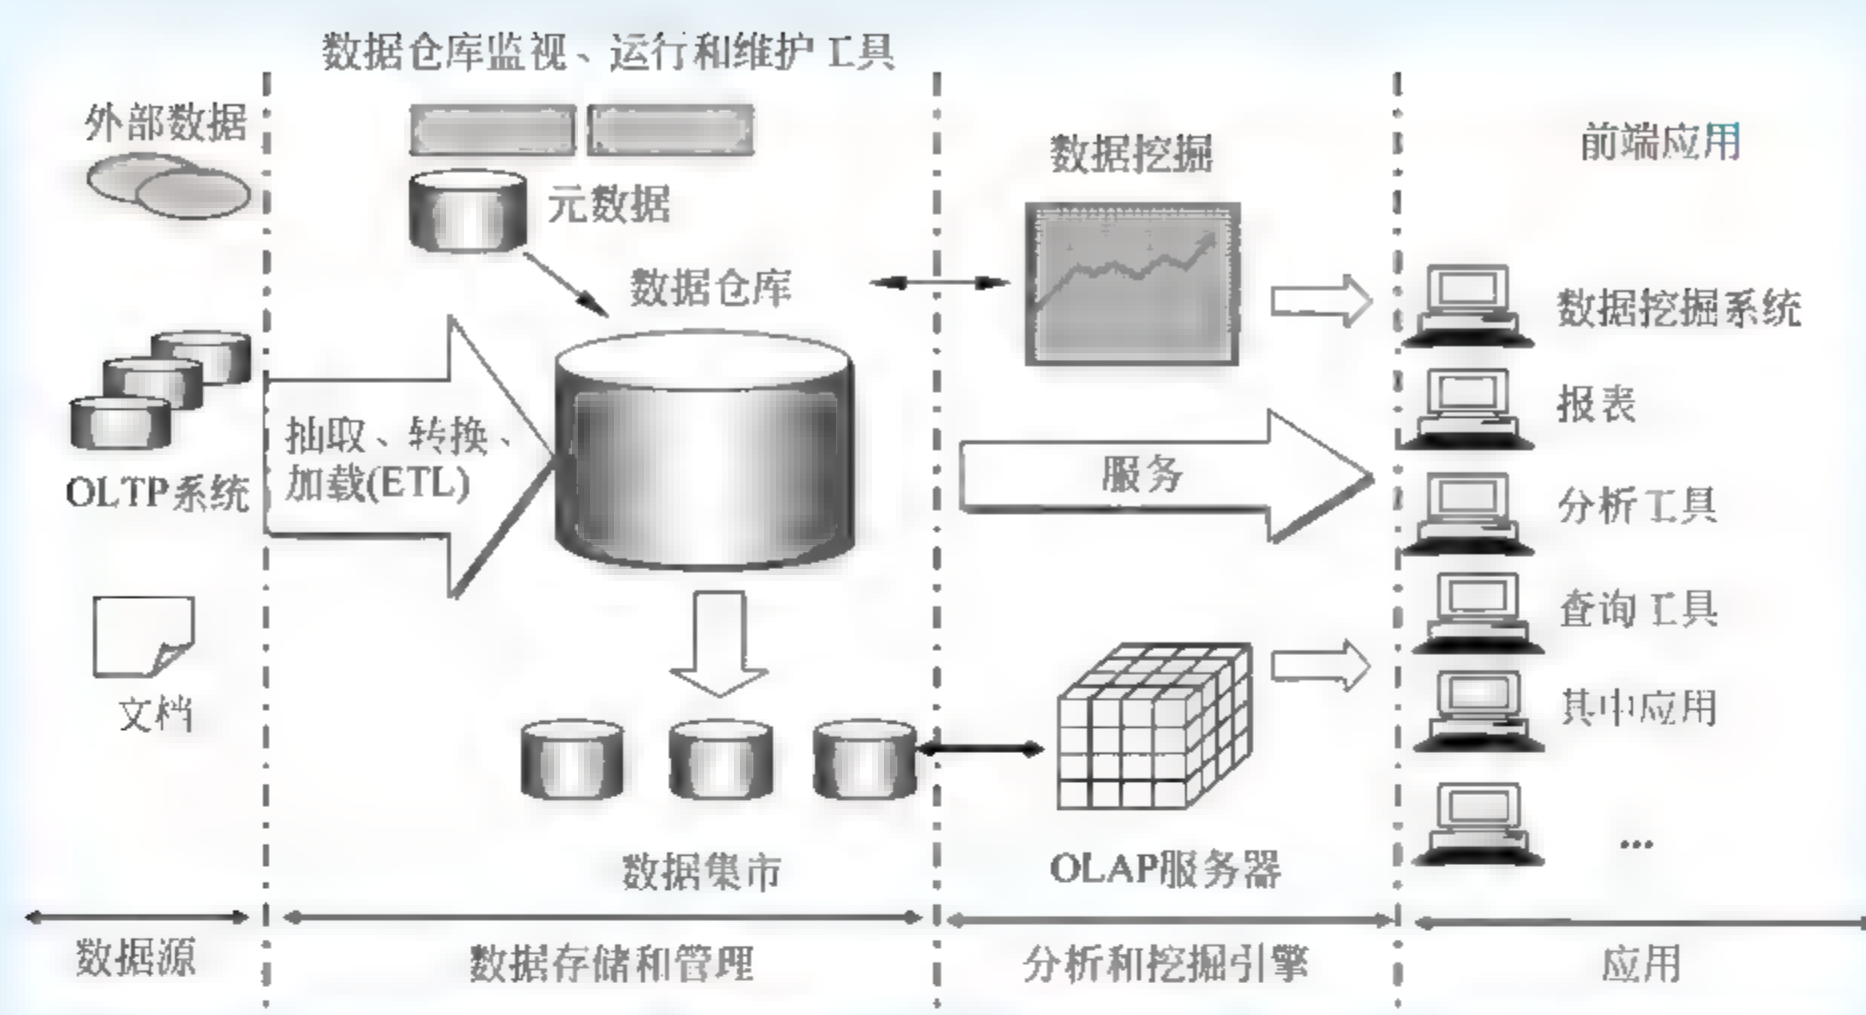 数据仓库监视、运行和维护工具
外部数据
元数据
数据仓库
OLTP系统
抽取、转换、
加载(ETL)
文档
数据集市
数据挖掘
服务
OLAP服务器
前端应用
数据挖掘系统
报表
分析工具
查询工具
其中应用
...
数据源
数据存储和管理
分析和挖掘引擎
应用